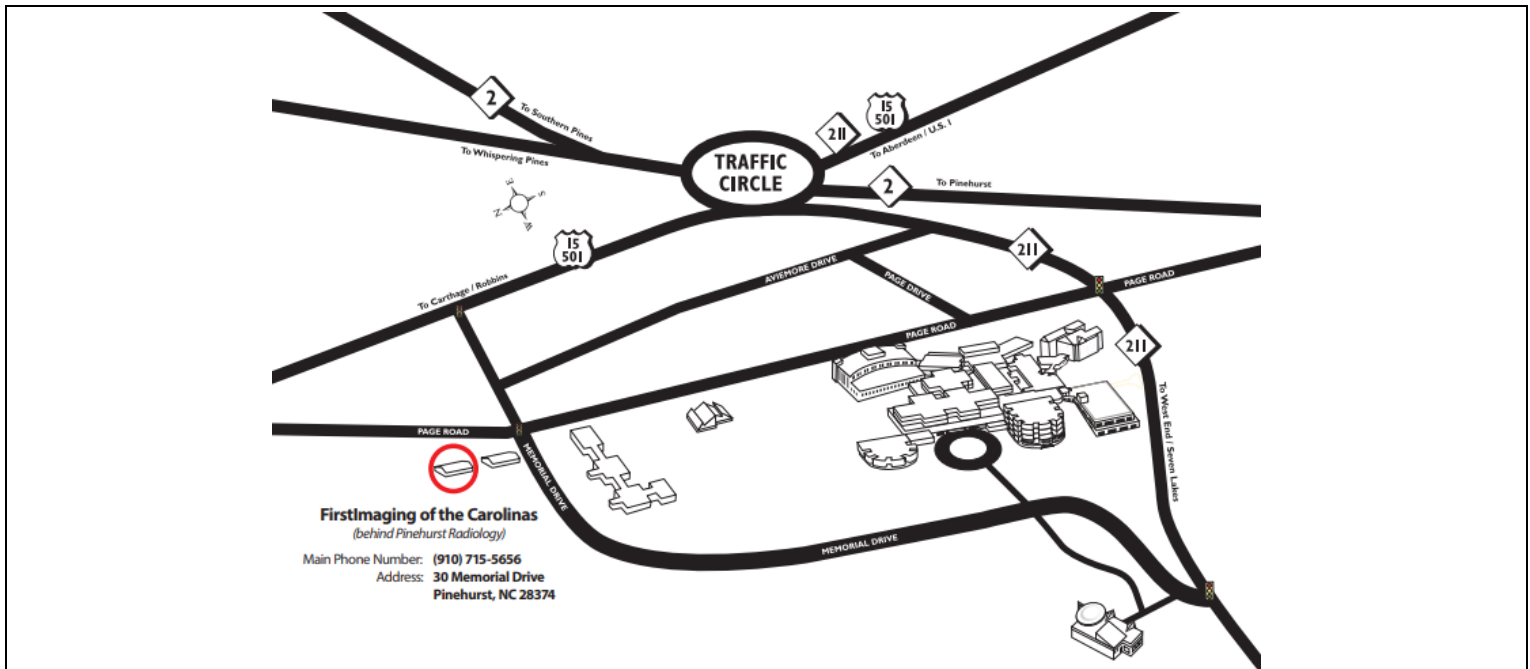 2
To Southern Pines
To Whispering Pines
TRAFFIC
CIRCLE
211
15
501
To Aberdeen / U.S. 1
2
To Pinehurst
E
S
N
W
15
501
To Carthage / Robbins
AVIEMORE DRIVE
PAGE DRIVE
211
PAGE ROAD
PAGE ROAD
211
To West End / Seven Lakes
PAGE ROAD
MEMORIAL DRIVE
MEMORIAL DRIVE
FirstImaging of the Carolinas
(behind Pinehurst Radiology)
Main Phone Number: (910) 715-5656
Address: 30 Memorial Drive
Pinehurst, NC 28374